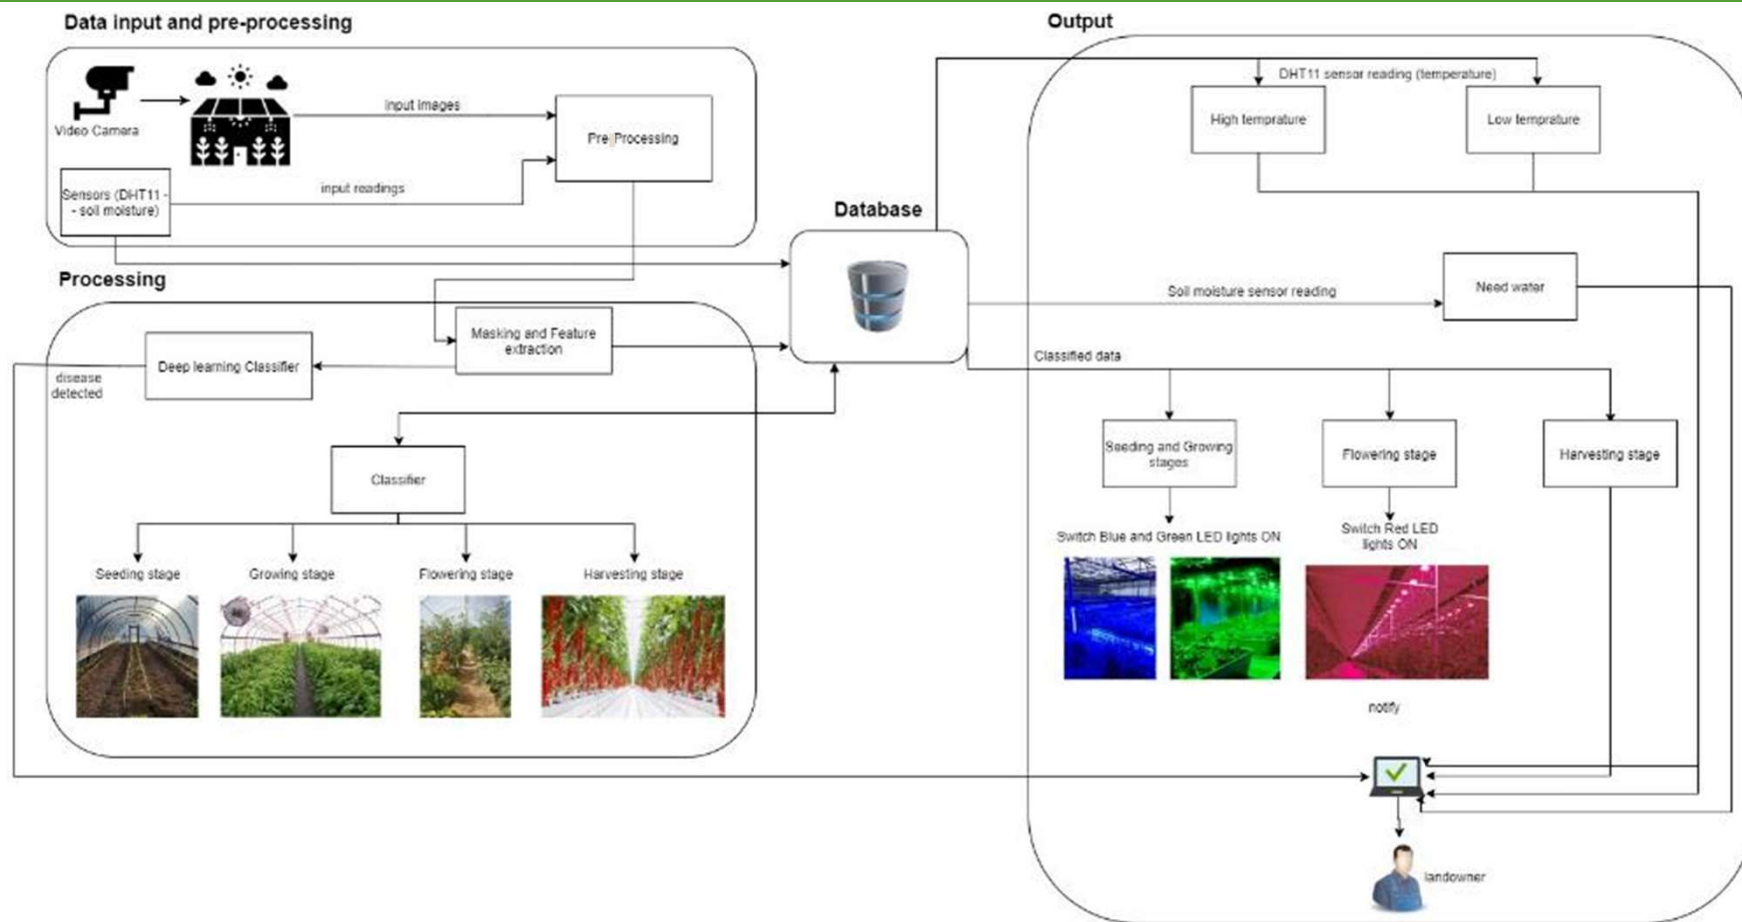 Data input and pre-processing
Output
Video Camera
input images
Pre-Processing
Sensors (DHT11 -
- soil moisture)
input readings
DHT11 sensor reading (temperature)
High temprature
Low temprature
Database
Processing
Soil moisture sensor reading
Need water
Masking and Feature
extraction
Deep learning Classifier
disease
detected
Classified data
Classifier
Seeding and Growing
stages
Flowering stage
Harvesting stage
Switch Blue and Green LED lights ON
Switch Red LED
lights ON
Seeding stage
Growing stage
Flowering stage
Harvesting stage
notify
landowner